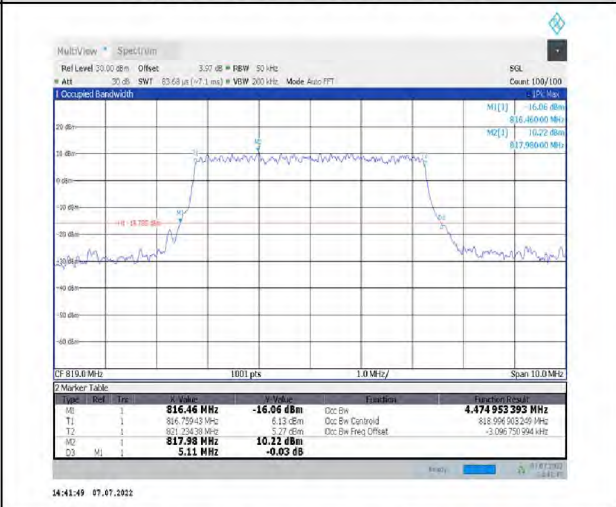 MultiView Spectrum
Ref Level 30.00 dBm Offset 3.97 dB RBW 50 kHz SGL
Att 30 dB SWT 83.68 µs (~7.1 ms) VBW 200 kHz Mode Auto FFT Count 100/100
1 Occupied Bandwidth 1Pk Max
M1[1] -16.06 dBm
816.46000 MHz
M2[1] 10.22 dBm
817.98000 MHz
20 dBm
10 dBm
0 dBm
-10 dBm
-20 dBm
-30 dBm
-40 dBm
-50 dBm
-60 dBm
M2
M1
CF 819.0 MHz 1001 pts 1.0 MHz/ Span 10.0 MHz
2 Marker Table
Type Ref Trc X-Value Y-Value Function Function Result
M1 1 816.46 MHz -16.06 dBm Occ Bw 4.474 953 393 MHz
T1 1 816.75943 MHz 6.13 dBm Occ Bw Centroid 818.996 903 249 MHz
T2 1 821.23438 MHz 5.27 dBm Occ Bw Freq Offset -3.096 750 994 kHz
M2 1 817.98 MHz 10.22 dBm
D3 M1 1 5.11 MHz -0.03 dB
Ready
14:41:49 07.07.2022